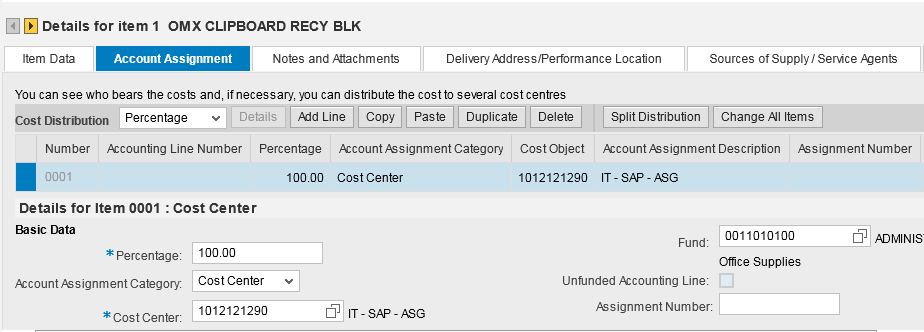 Details for item 1 OMX CLIPBOARD RECY BLK
Item Data Account Assignment Notes and Attachments Delivery Address/Performance Location Sources of Supply / Service Agents
You can see who bears the costs and, if necessary, you can distribute the cost to several cost centres
Cost Distribution Percentage Details Add Line Copy Paste Duplicate Delete Split Distribution Change All Items
Number Accounting Line Number Percentage Account Assignment Category Cost Object Account Assignment Description Assignment Number
0001 100.00 Cost Center 1012121290 IT - SAP - ASG
Details for Item 0001 : Cost Center
Basic Data
Fund: 0011010100 ADMINIS
* Percentage: 100.00
Office Supplies
Account Assignment Category: Cost Center
Unfunded Accounting Line:
Assignment Number:
* Cost Center: 1012121290 IT - SAP - ASG